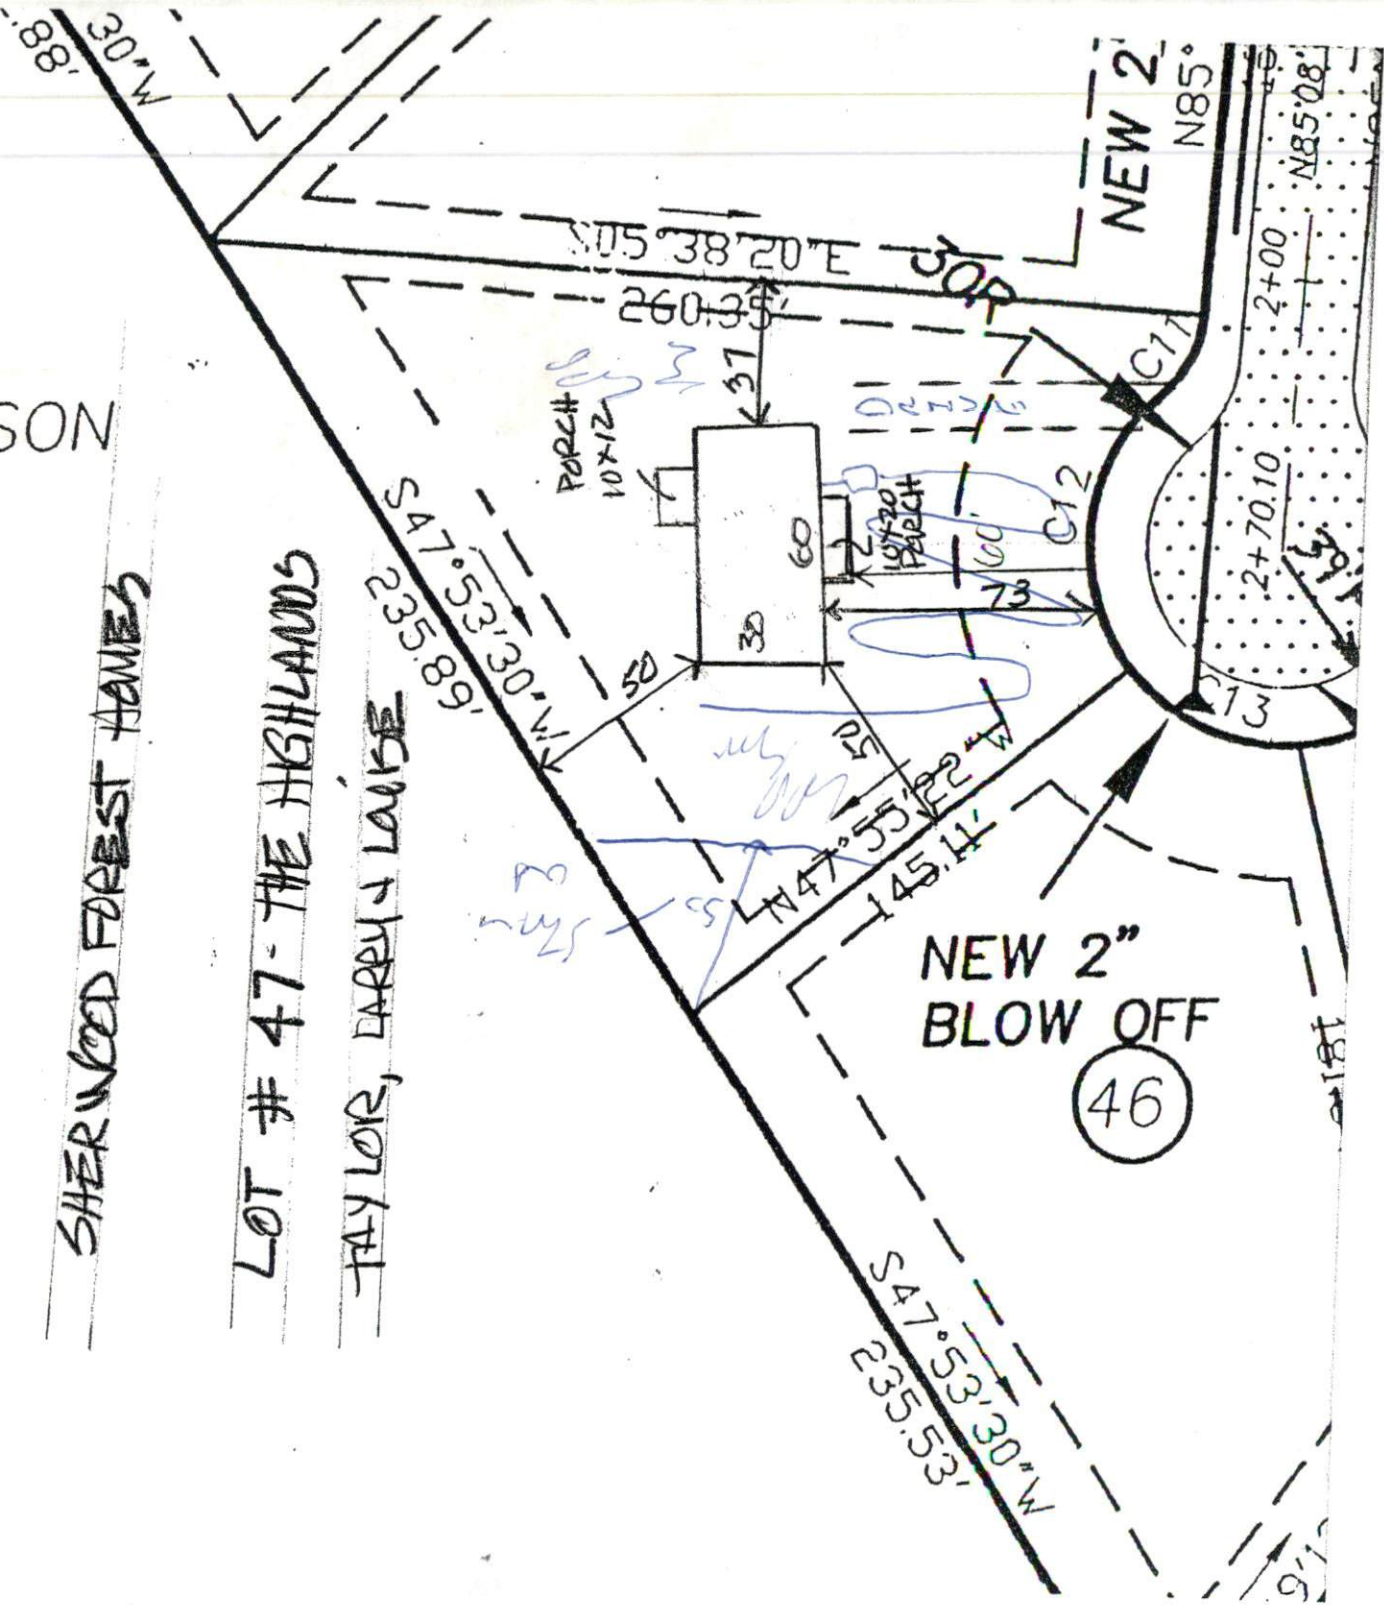 .88'
30"W
SON
SHERWOOD FOREST HOMES
LOT # 47 - THE HIGHLANDS
TAYLOR, LARRY & LOUISE
S05°38'20"E
260.35'
NEW 2
N85°
N85°08'
2+00
2+70.10
C11
C12
C13
37
PORCH
10X12
60
30
10X20
PORCH
60'
73
50
50
S47°53'30"W
235.89'
N47°55'22"W
145.11'
NEW 2"
BLOW OFF
46
S47°53'30"W
235.53'